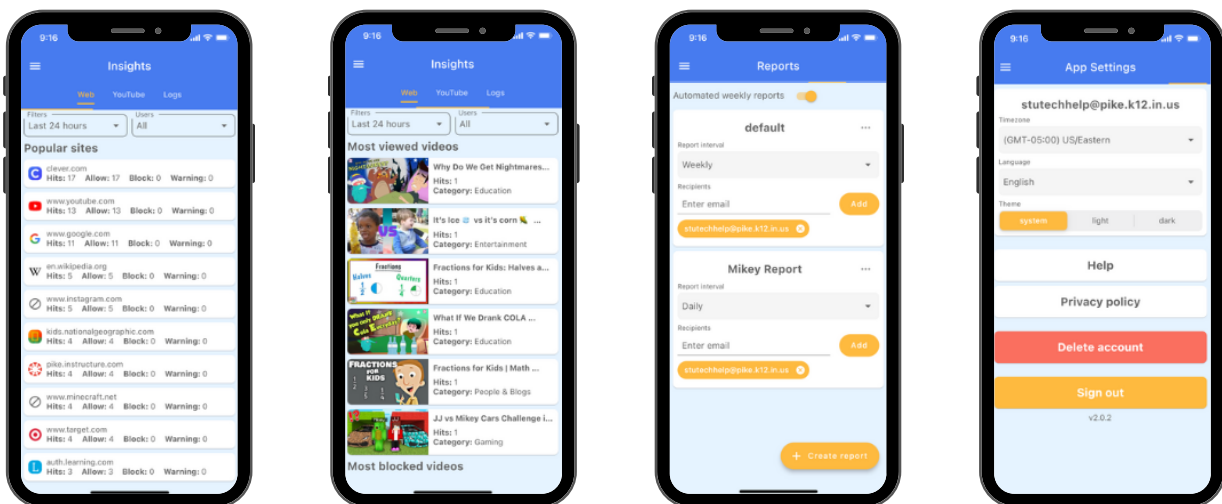 9:16
Insights
Web YouTube Logs
Filters
Last 24 hours
Users
All
Popular sites
clever.com
Hits: 17 Allow: 17 Block: 0 Warning: 0
www.youtube.com
Hits: 13 Allow: 13 Block: 0 Warning: 0
www.google.com
Hits: 11 Allow: 11 Block: 0 Warning: 0
en.wikipedia.org
Hits: 5 Allow: 5 Block: 0 Warning: 0
www.instagram.com
Hits: 5 Allow: 5 Block: 0 Warning: 0
kids.nationalgeographic.com
Hits: 4 Allow: 4 Block: 0 Warning: 0
pike.instructure.com
Hits: 4 Allow: 4 Block: 0 Warning: 0
www.minecraft.net
Hits: 4 Allow: 4 Block: 0 Warning: 0
www.target.com
Hits: 4 Allow: 4 Block: 0 Warning: 0
auth.learning.com
Hits: 3 Allow: 3 Block: 0 Warning: 0
9:16
Insights
Web YouTube Logs
Filters
Last 24 hours
Users
All
Most viewed videos
Why Do We Get Nightmares...
Hits: 1
Category: Education
VS
It's Ice vs it's corn ...
Hits: 1
Category: Entertainment
Fractions
Halves Quarters
Fractions for Kids: Halves a...
Hits: 1
Category: Education
What If
you only DRANK
Cola Everyday?
What If We Drank COLA ...
Hits: 1
Category: Education
FRACTIONS
FOR
KIDS
Fractions for Kids | Math ...
Hits: 1
Category: People & Blogs
JJ vs Mikey Cars Challenge i...
Hits: 1
Category: Gaming
Most blocked videos
9:16
Reports
Automated weekly reports
default ...
Report interval
Weekly
Recipients
Enter email
Add
stutechhelp@pike.k12.in.us
Mikey Report ...
Report interval
Daily
Recipients
Enter email
Add
stutechhelp@pike.k12.in.us
+ Create report
9:16
App Settings
stutechhelp@pike.k12.in.us
Timezone
(GMT-05:00) US/Eastern
Language
English
Theme
system light dark
Help
Privacy policy
Delete account
Sign out
v2.0.2